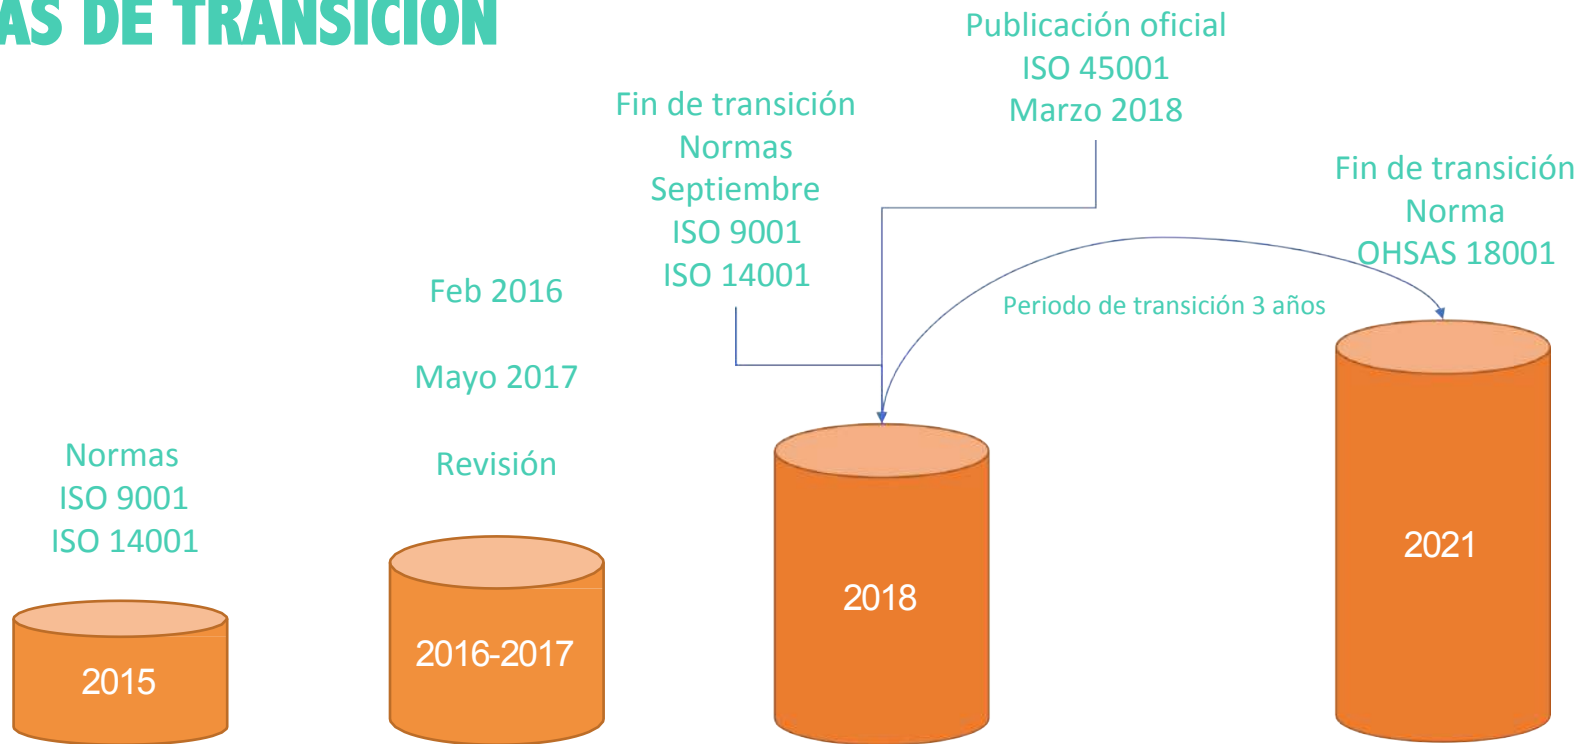 AS DE TRANSICIÓN
Publicación oficial
ISO 45001
Marzo 2018
Fin de transición
Normas
Septiembre
ISO 9001
ISO 14001
Fin de transición
Norma
OHSAS 18001
Feb 2016
Mayo 2017
Revisión
Periodo de transición 3 años
Normas
ISO 9001
ISO 14001
2015
2016-2017
2018
2021